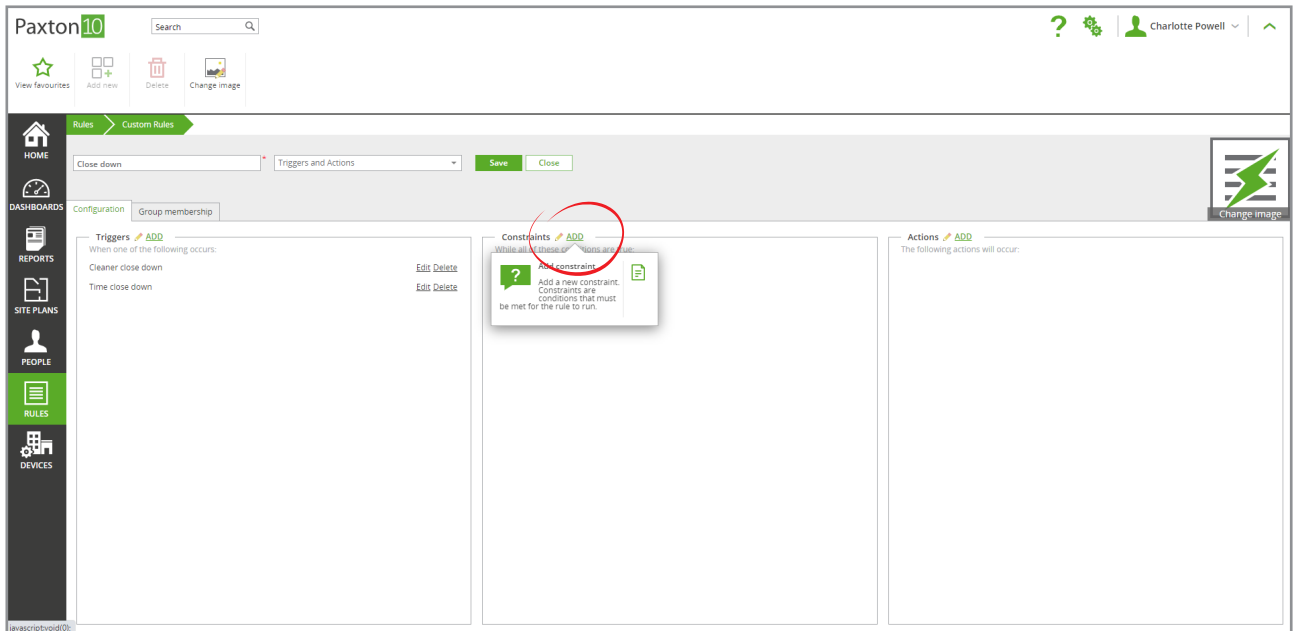 Paxton10
Search
Charlotte Powell
View favourites
Add new
Delete
Change image
HOME
DASHBOARDS
REPORTS
SITE PLANS
PEOPLE
RULES
DEVICES
Rules
Custom Rules
Close down *
Triggers and Actions
Save
Close
Change image
Configuration
Group membership
Triggers ADD
When one of the following occurs:
Cleaner close down Edit Delete
Time close down Edit Delete
Constraints ADD
While all of these conditions are true:
?
Add constraint
Add a new constraint.
Constraints are
conditions that must
be met for the rule to run.
Actions ADD
The following actions will occur:
javascript:void(0);